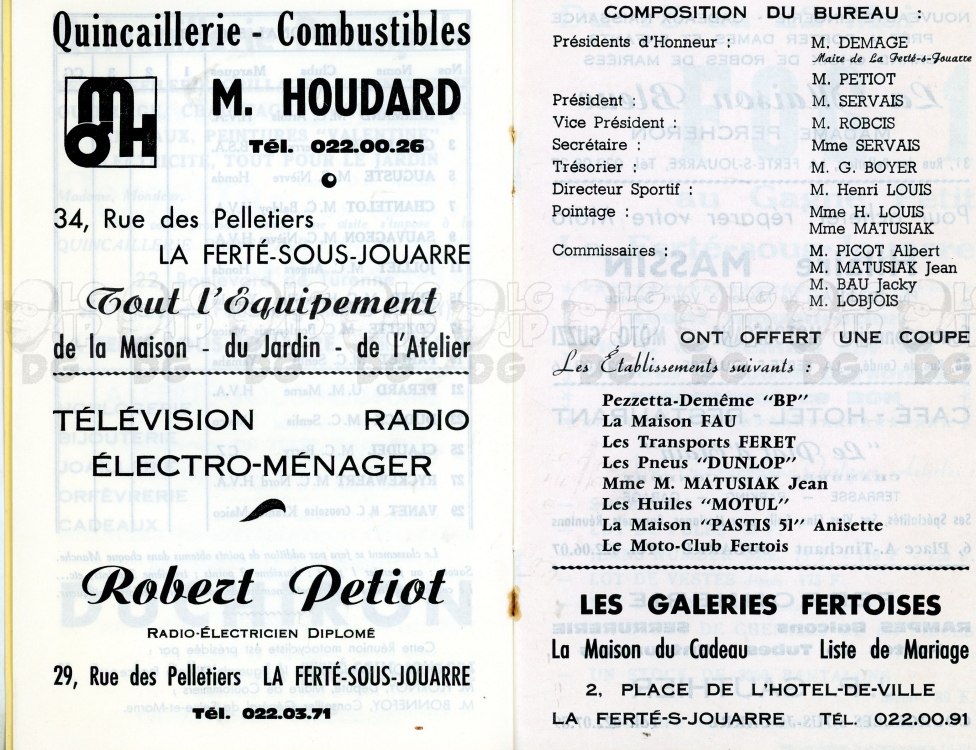 Quincaillerie - Combustibles
MOH
M. HOUDARD
Tél. 022.00.26
34, Rue des Pelletiers
LA FERTÉ-SOUS-JOUARRE
Tout l'Équipement
de la Maison - du Jardin - de l'Atelier
TÉLÉVISION RADIO
ÉLECTRO-MÉNAGER
Robert Petiot
RADIO-ÉLECTRICIEN DIPLOMÉ
29, Rue des Pelletiers LA FERTÉ-SOUS-JOUARRE
Tél. 022.03.71
COMPOSITION DU BUREAU :
Présidents d'Honneur : M. DEMAGE
Maire de La Ferté-s-Jouarre
M. PETIOT
Président : M. SERVAIS
Vice Président : M. ROBCIS
Secrétaire : Mme SERVAIS
Trésorier : M. G. BOYER
Directeur Sportif : M. Henri LOUIS
Pointage : Mme H. LOUIS
Mme MATUSIAK
Commissaires : M. PICOT Albert
M. MATUSIAK Jean
M. BAU Jacky
M. LOBJOIS
ONT OFFERT UNE COUPE
Les Établissements suivants :
Pezzetta-Demême "BP"
La Maison FAU
Les Transports FERET
Les Pneus "DUNLOP"
Mme M. MATUSIAK Jean
Les Huiles "MOTUL"
La Maison "PASTIS 51" Anisette
Le Moto-Club Fertois
LES GALERIES FERTOISES
La Maison du Cadeau Liste de Mariage
2, PLACE DE L'HOTEL-DE-VILLE
LA FERTÉ-S-JOUARRE TÉL. 022.00.91